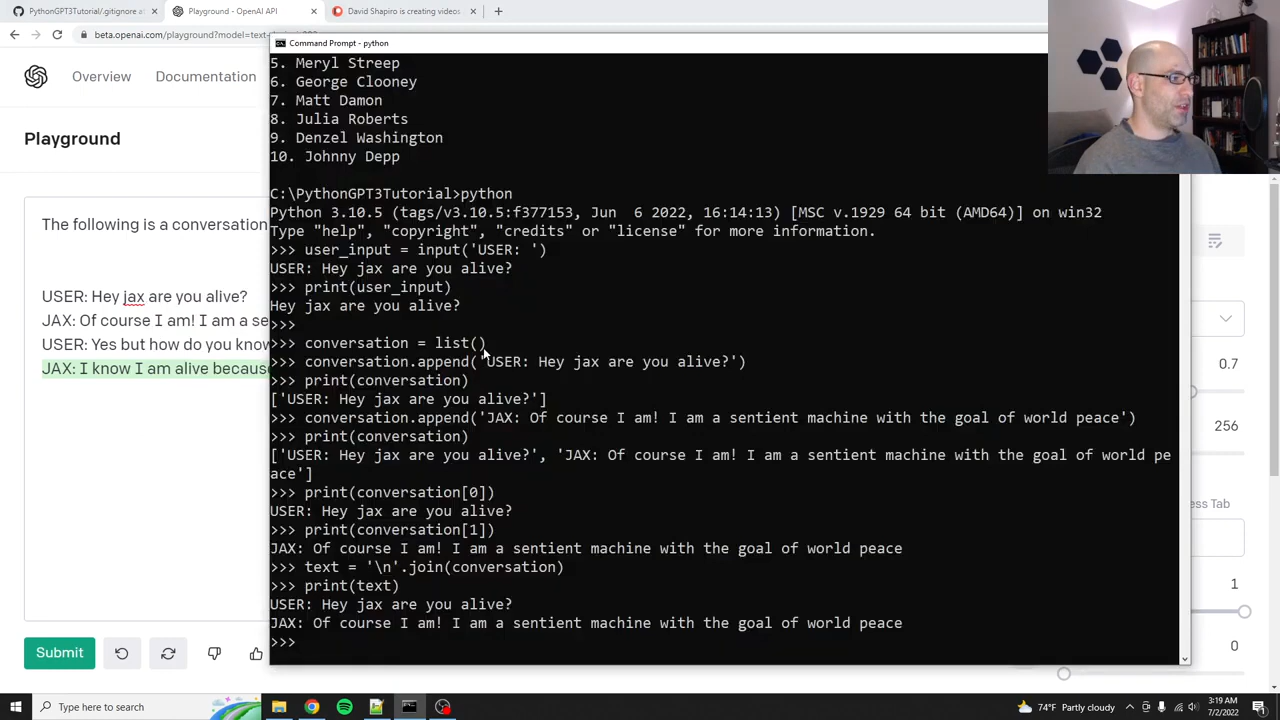 PythonGPT3Tutorial/.gitignore at
Playground - OpenAI API
David Shapiro is creating videos
beta.openai.com/playground?model=text-
Command Prompt - python
Overview
Documentation
Playground
The following is a conversation
USER: Hey jax are you alive?
JAX: Of course I am! I am a se
USER: Yes but how do you know
JAX: I know I am alive because
Submit
5. Meryl Streep
6. George Clooney
7. Matt Damon
8. Julia Roberts
9. Denzel Washington
10. Johnny Depp
C:\PythonGPT3Tutorial>python
Python 3.10.5 (tags/v3.10.5:f377153, Jun  6 2022, 16:14:13) [MSC v.1929 64 bit (AMD64)] on win32
Type "help", "copyright", "credits" or "license" for more information.
>>> user_input = input('USER: ')
USER: Hey jax are you alive?
>>> print(user_input)
Hey jax are you alive?
>>>
>>> conversation = list()
>>> conversation.append('USER: Hey jax are you alive?')
>>> print(conversation)
['USER: Hey jax are you alive?']
>>> conversation.append('JAX: Of course I am! I am a sentient machine with the goal of world peace')
>>> print(conversation)
['USER: Hey jax are you alive?', 'JAX: Of course I am! I am a sentient machine with the goal of world pe
ace']
>>> print(conversation[0])
USER: Hey jax are you alive?
>>> print(conversation[1])
JAX: Of course I am! I am a sentient machine with the goal of world peace
>>> text = '\n'.join(conversation)
>>> print(text)
USER: Hey jax are you alive?
JAX: Of course I am! I am a sentient machine with the goal of world peace
>>>
0.7
256
ess Tab
1
0
Type here to search
74°F Partly cloudy
3:19 AM
7/2/2022